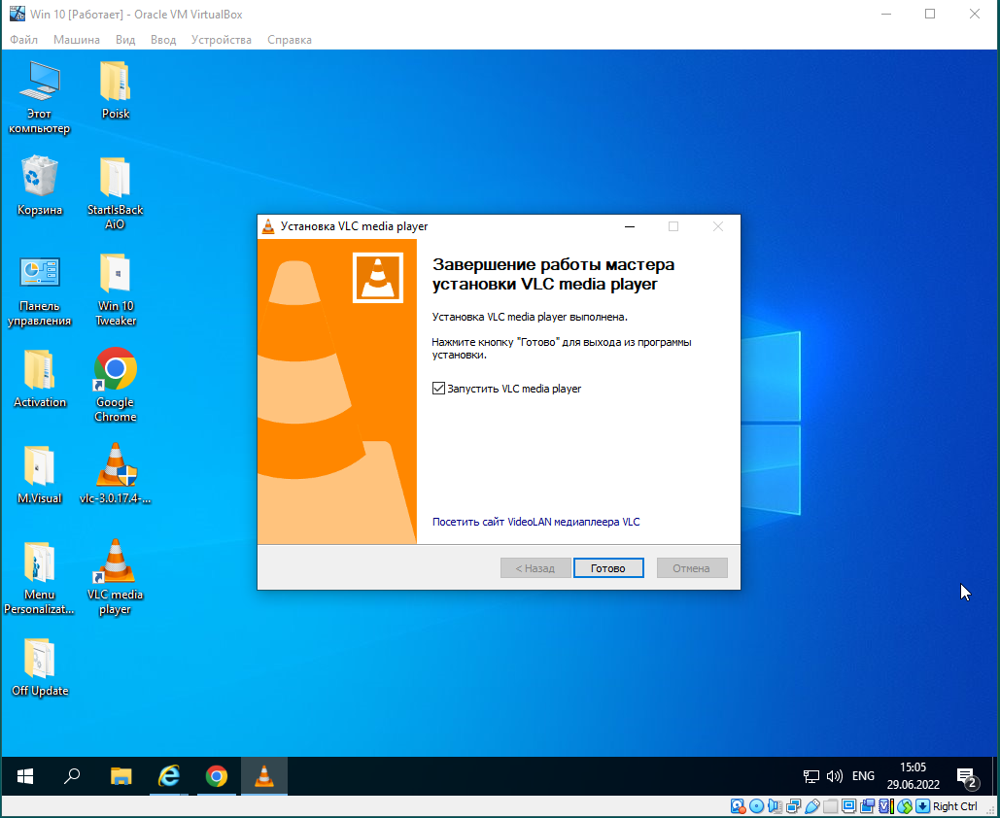 Win 10 [Работает] - Oracle VM VirtualBox
Файл Машина Вид Ввод Устройства Справка
Этот
компьютер
Poisk
Корзина
StartIsBack
AiO
Панель
управления
Win 10
Tweaker
Activation
Google
Chrome
M.Visual
vlc-3.0.17.4-...
Menu
Personalizat...
VLC media
player
Off Update
Установка VLC media player
Завершение работы мастера
установки VLC media player
Установка VLC media player выполнена.
Нажмите кнопку "Готово" для выхода из программы
установки.
Запустить VLC media player
Посетить сайт VideoLAN медиаплеера VLC
< Назад Готово Отмена
ENG
15:05
29.06.2022
2
Right Ctrl